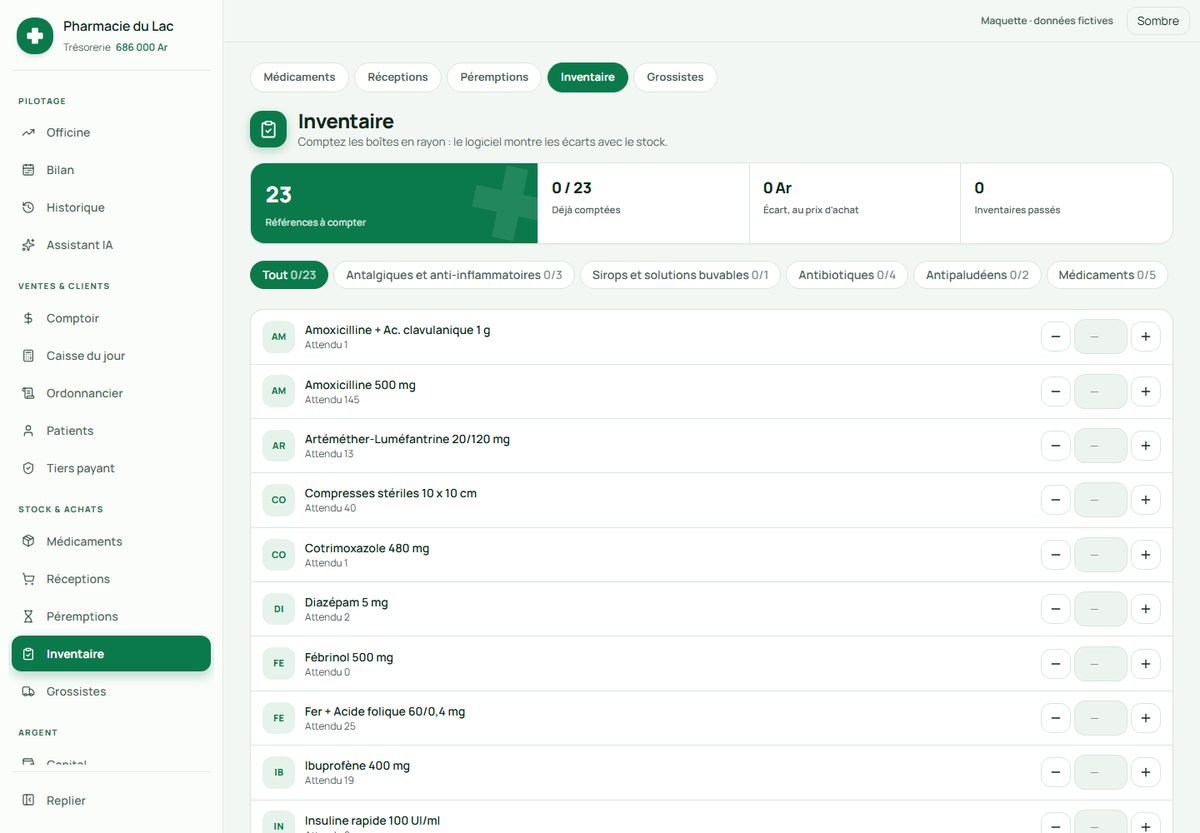 Pharmacie du Lac
Trésorerie 686 000 Ar
Maquette · données fictives
Sombre
PILOTAGE
Officine
Bilan
Historique
Assistant IA
VENTES & CLIENTS
Comptoir
Caisse du jour
Ordonnancier
Patients
Tiers payant
STOCK & ACHATS
Médicaments
Réceptions
Péremptions
Inventaire
Grossistes
ARGENT
Capital
Replier
Médicaments
Réceptions
Péremptions
Inventaire
Grossistes
Inventaire
Comptez les boîtes en rayon : le logiciel montre les écarts avec le stock.
23
Références à compter
0 / 23
Déjà comptées
0 Ar
Écart, au prix d'achat
0
Inventaires passés
Tout 0/23
Antalgiques et anti-inflammatoires 0/3
Sirops et solutions buvables 0/1
Antibiotiques 0/4
Antipaludéens 0/2
Médicaments 0/5
AM
Amoxicilline + Ac. clavulanique 1 g
Attendu 1
− – +
AM
Amoxicilline 500 mg
Attendu 145
− – +
AR
Artéméther-Luméfantrine 20/120 mg
Attendu 13
− – +
CO
Compresses stériles 10 x 10 cm
Attendu 40
− – +
CO
Cotrimoxazole 480 mg
Attendu 1
− – +
DI
Diazépam 5 mg
Attendu 2
− – +
FE
Fébrinol 500 mg
Attendu 0
− – +
FE
Fer + Acide folique 60/0,4 mg
Attendu 25
− – +
IB
Ibuprofène 400 mg
Attendu 19
− – +
IN
Insuline rapide 100 UI/ml
− – +